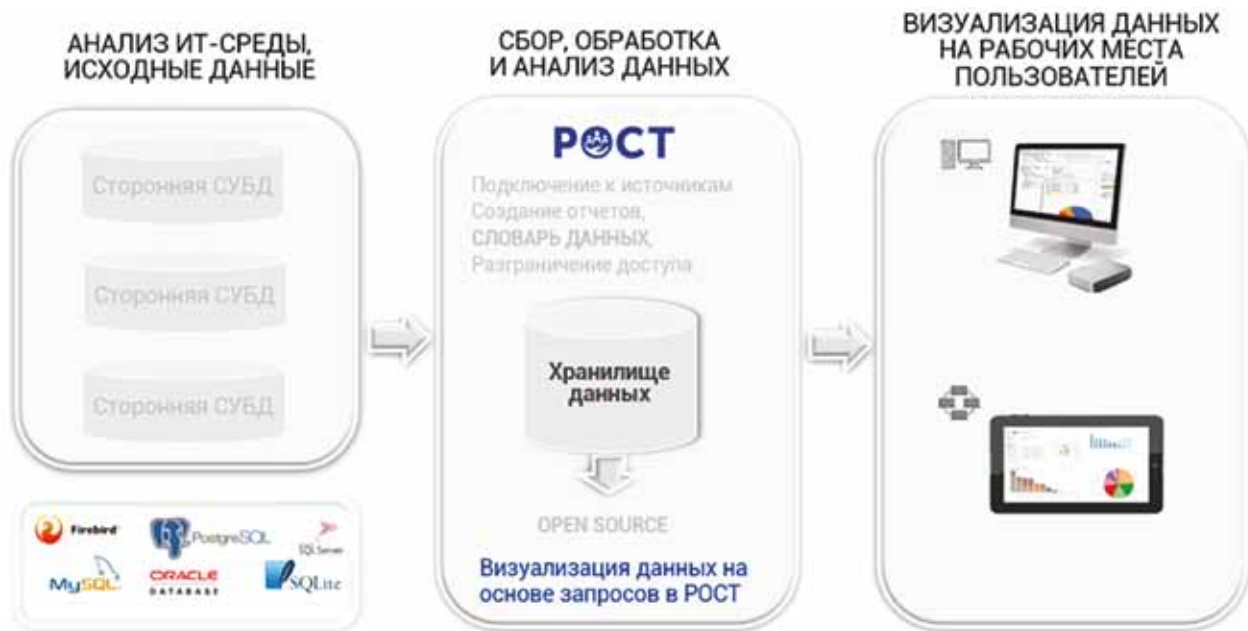 АНАЛИЗ ИТ-СРЕДЫ,
ИСХОДНЫЕ ДАННЫЕ
Сторонняя СУБД
Сторонняя СУБД
Сторонняя СУБД
Firebird
PostgreSQL
SQL Server
MySQL
ORACLE
DATABASE
SQLite
СБОР, ОБРАБОТКА
И АНАЛИЗ ДАННЫХ
РОСТ
Подключение к источникам
Создание отчетов,
СЛОВАРЬ ДАННЫХ,
Разграничение доступа
Хранилище
данных
OPEN SOURCE
Визуализация данных на
основе запросов в РОСТ
ВИЗУАЛИЗАЦИЯ ДАННЫХ
НА РАБОЧИХ МЕСТА
ПОЛЬЗОВАТЕЛЕЙ